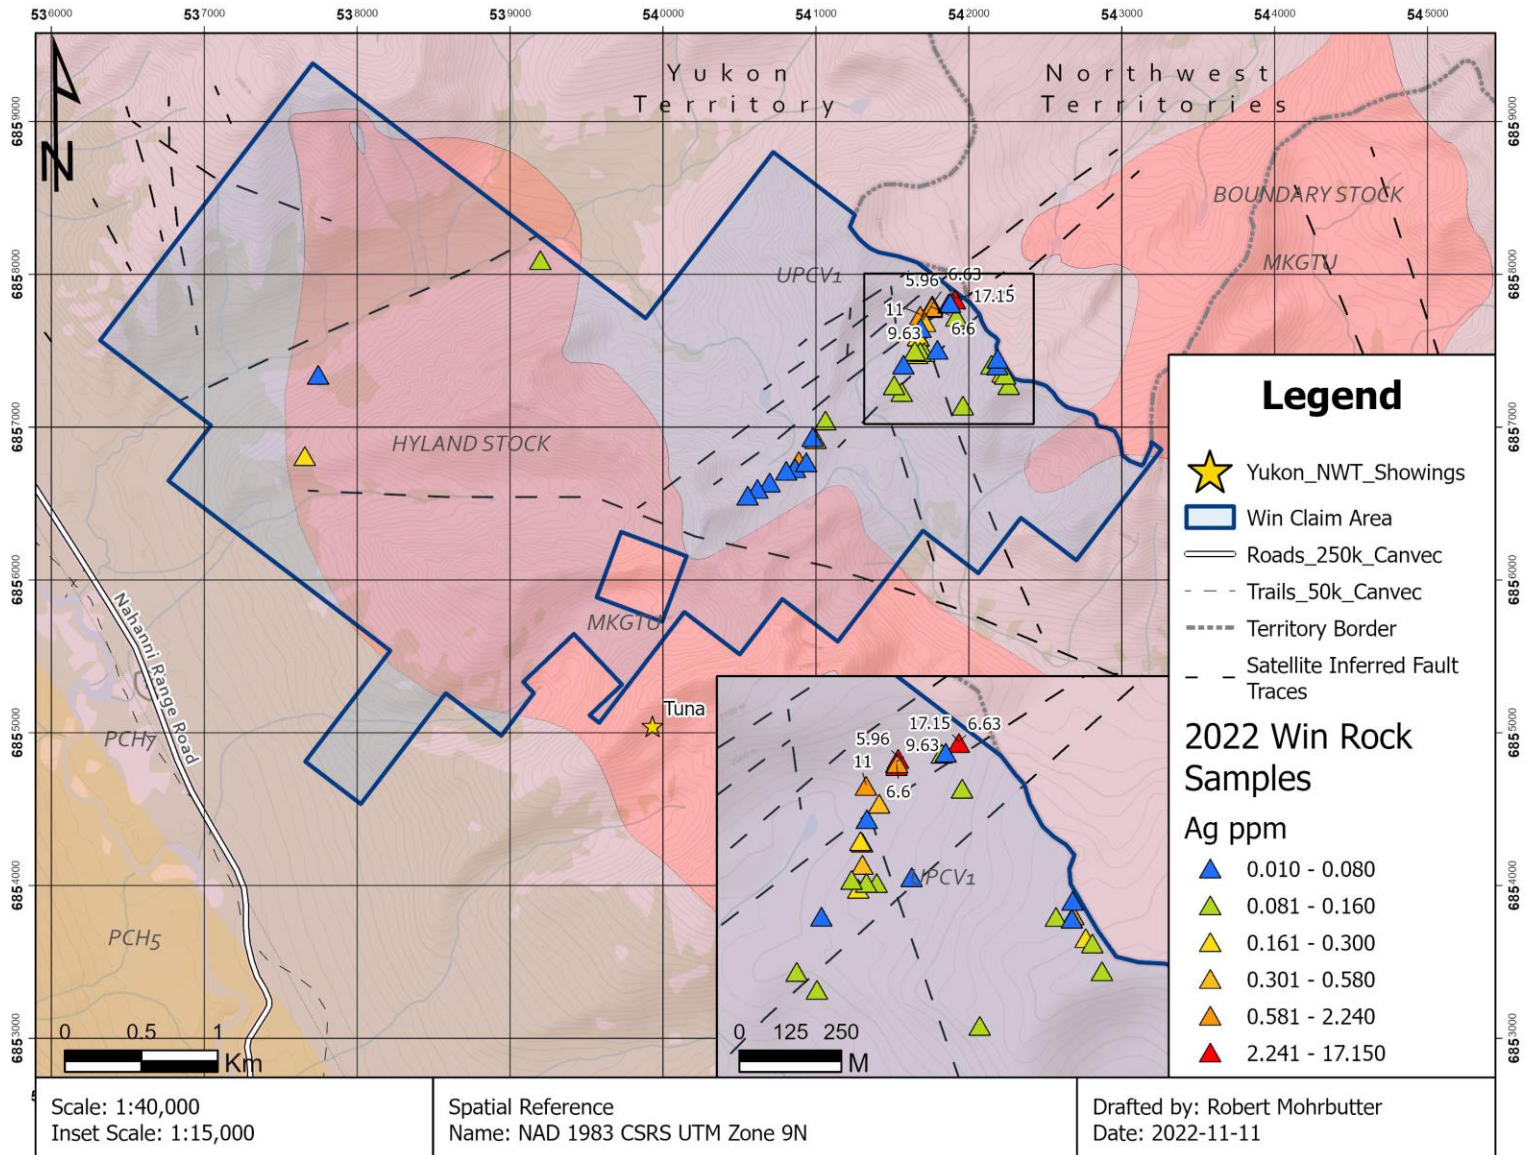 536000 537000 538000 539000 540000 541000 542000 543000 544000 545000
Yukon
Territory
Northwest
Territories
6859000
6859000
N
BOUNDARY STOCK
6858000
UPCV1
MKGTU
6858000
5.96 6.63
17.15
11
9.63
6.6
Legend
6857000
HYLAND STOCK
6857000
Yukon_NWT_Showings
Win Claim Area
Roads_250k_Canvec
6856000
6856000
Trails_50k_Canvec
Nahanni Range Road
MKGTU
Territory Border
Satellite Inferred Fault
Traces
Tuna
6855000
PCH7
6855000
17.15 6.63
5.96 9.63
11
6.6
2022 Win Rock
Samples
Ag ppm
6854000
UPCV1
0.010 - 0.080
6854000
0.081 - 0.160
PCH5
0.161 - 0.300
0.301 - 0.580
6853000
0 0.5 1
Km
0 125 250
M
0.581 - 2.240
6853000
2.241 - 17.150
Scale: 1:40,000
Inset Scale: 1:15,000
Spatial Reference
Name: NAD 1983 CSRS UTM Zone 9N
Drafted by: Robert Mohrbutter
Date: 2022-11-11